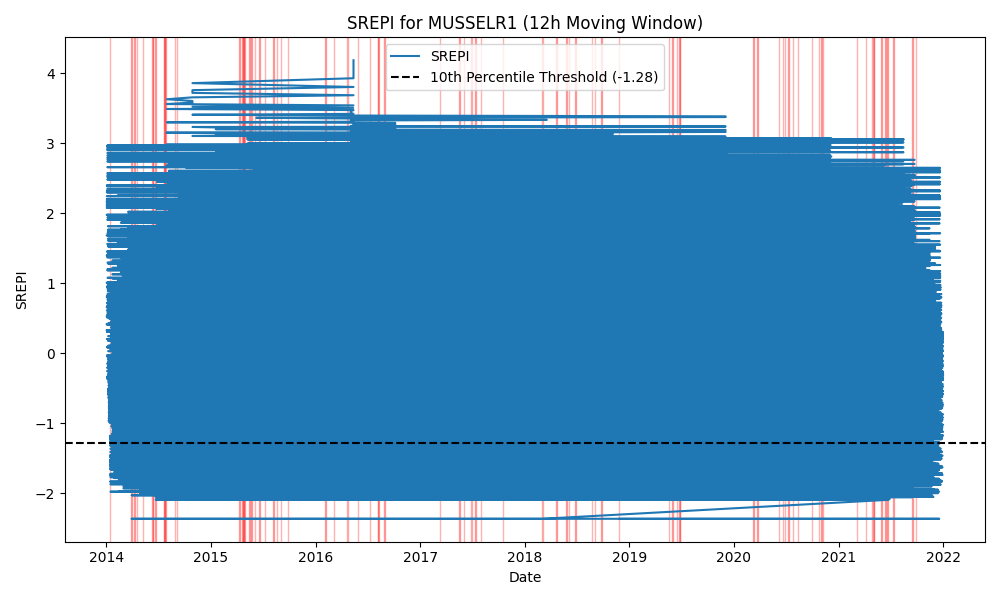 SREPI for MUSSELR1 (12h Moving Window)
SREPI
10th Percentile Threshold (-1.28)
4
3
2
1
0
−1
−2
SREPI
2014 2015 2016 2017 2018 2019 2020 2021 2022
Date